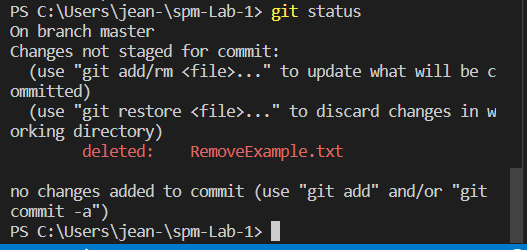 PS C:\Users\jean-\spm-Lab-1> git status
On branch master
Changes not staged for commit:
  (use "git add/rm <file>..." to update what will be c
ommitted)
  (use "git restore <file>..." to discard changes in w
orking directory)
        deleted:    RemoveExample.txt

no changes added to commit (use "git add" and/or "git
commit -a")
PS C:\Users\jean-\spm-Lab-1>